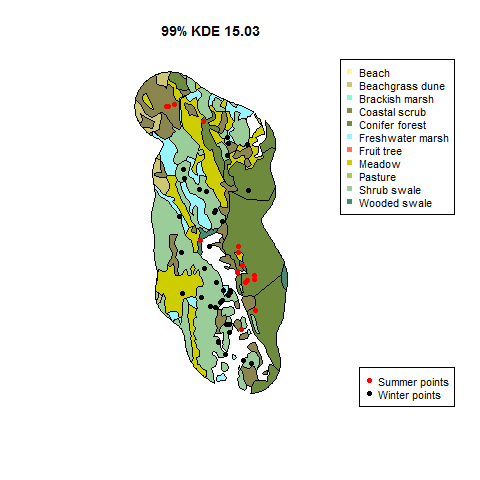 99% KDE 15.03
Beach
Beachgrass dune
Brackish marsh
Coastal scrub
Conifer forest
Freshwater marsh
Fruit tree
Meadow
Pasture
Shrub swale
Wooded swale
Summer points
Winter points